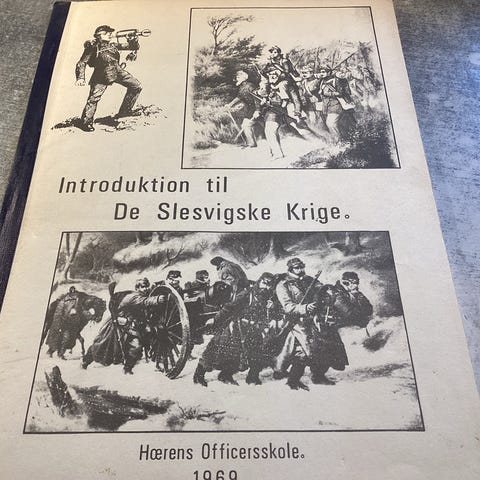 Introduktion til
De Slesvigske Krige.
Hærens Officersskole.
1969